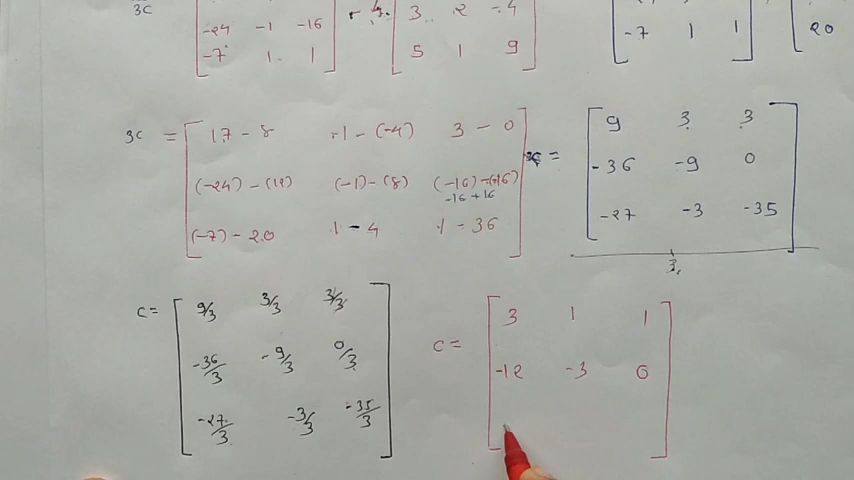 3C
-24 -1 -16 - 4. 3 2 -4 -7 1 1 20
-7 1 1 5 1 9
3C = 17 - 8 -1 - (-4) 3 - 0 = 9 3 3
(-24) - (12) (-1) - (8) (-16) - (-16) -36 -9 0
-16 + 16
(-7) - 20 1 - 4 1 - 36 -27 -3 -35
3
C = 9/3 3/3 3/3 C = 3 1 1
-36/3 -9/3 0/3 -12 -3 0
-27/3 -3/3 -35/3